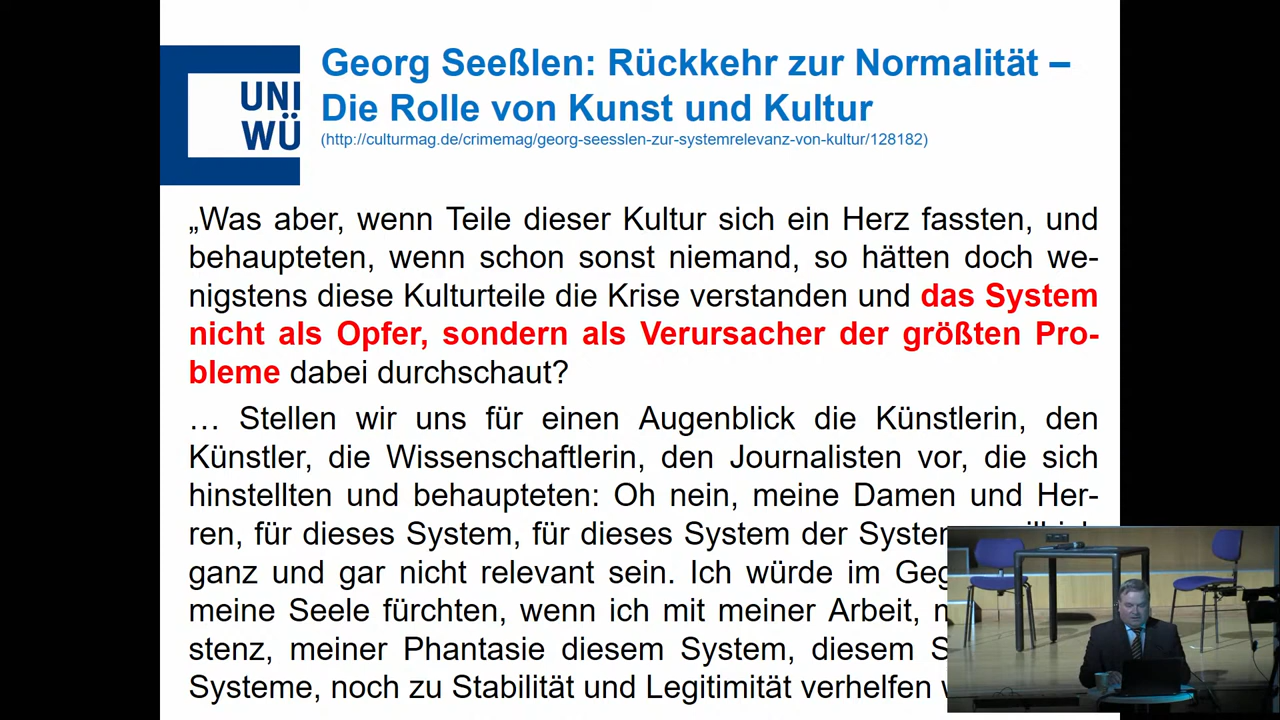 UNI
WÜ
Georg Seeßlen: Rückkehr zur Normalität –
Die Rolle von Kunst und Kultur
(http://culturmag.de/crimemag/georg-seesslen-zur-systemrelevanz-von-kultur/128182)
„Was aber, wenn Teile dieser Kultur sich ein Herz fassten, und
behaupteten, wenn schon sonst niemand, so hätten doch we-
nigstens diese Kulturteile die Krise verstanden und das System
nicht als Opfer, sondern als Verursacher der größten Pro-
bleme dabei durchschaut?
… Stellen wir uns für einen Augenblick die Künstlerin, den
Künstler, die Wissenschaftlerin, den Journalisten vor, die sich
hinstellten und behaupteten: Oh nein, meine Damen und Her-
ren, für dieses System, für dieses System der System
ganz und gar nicht relevant sein. Ich würde im Geg
meine Seele fürchten, wenn ich mit meiner Arbeit,
stenz, meiner Phantasie diesem System, diesem S
Systeme, noch zu Stabilität und Legitimität verhelfen